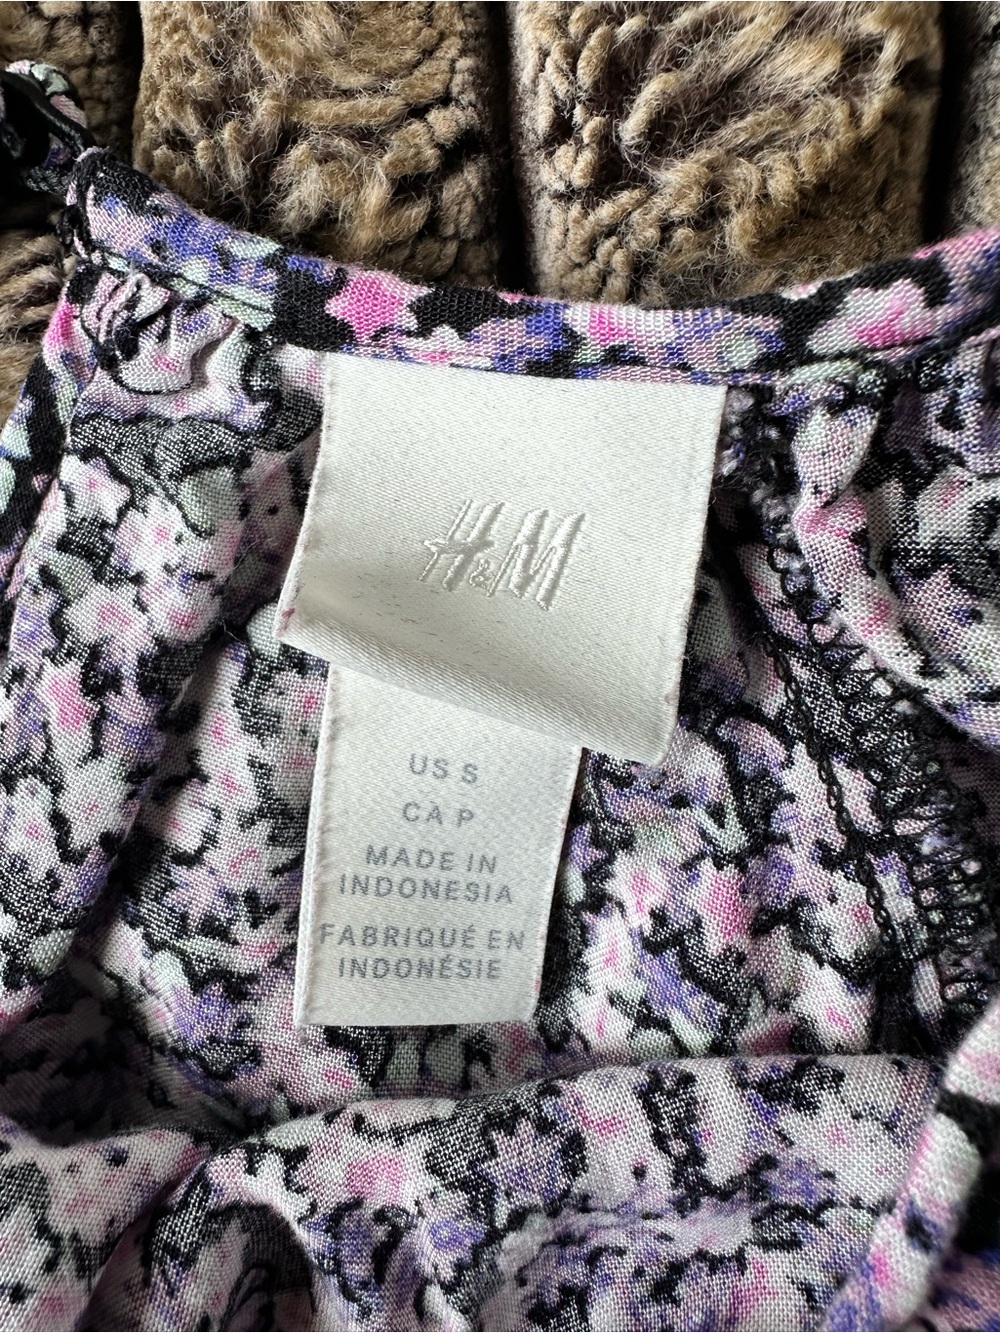 H&M
US S
CA P
MADE IN
INDONESIA
FABRIQUÉ EN
INDONÉSIE